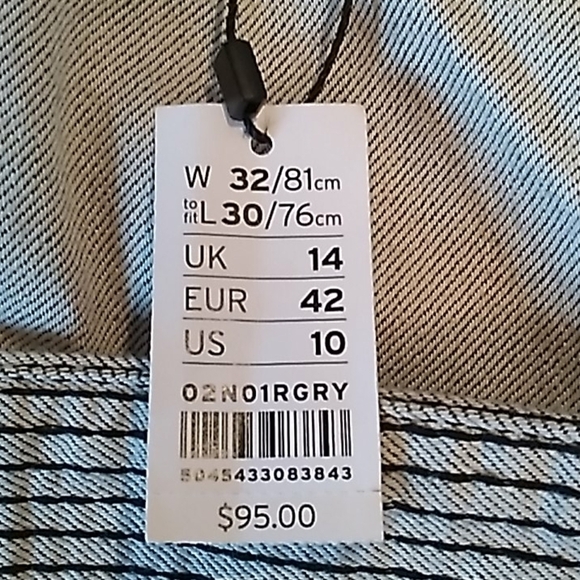 W 32/81cm
to fit L 30/76cm
UK 14
EUR 42
US 10
02N01RGRY
5045433083843
$95.00